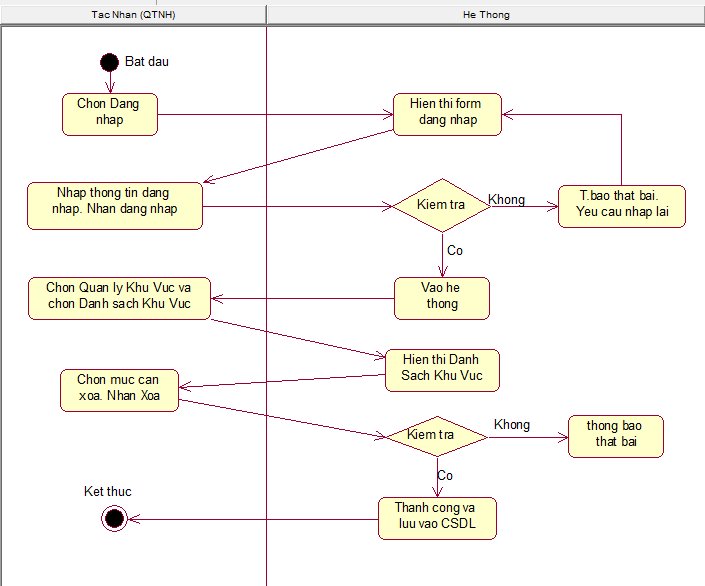 Tac Nhan (QTNH)
He Thong
Bat dau
Chon Dang
nhap
Hien thi form
dang nhap
Nhap thong tin dang
nhap. Nhan dang nhap
Kiem tra
Khong
T.bao that bai.
Yeu cau nhap lai
Co
Chon Quan ly Khu Vuc va
chon Danh sach Khu Vuc
Vao he
thong
Hien thi Danh
Sach Khu Vuc
Chon muc can
xoa. Nhan Xoa
Kiem tra
Khong
thong bao
that bai
Co
Ket thuc
Thanh cong va
luu vao CSDL